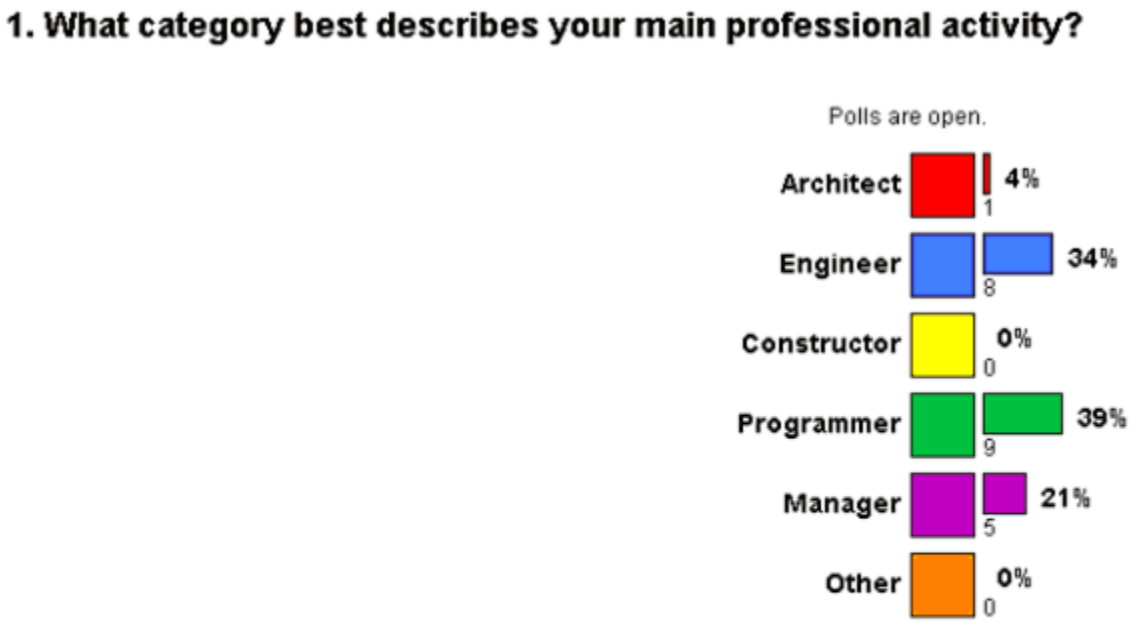 1. What category best describes your main professional activity?
Polls are open.
Architect 4%
1
Engineer 34%
8
Constructor 0%
0
Programmer 39%
9
Manager 21%
5
Other 0%
0